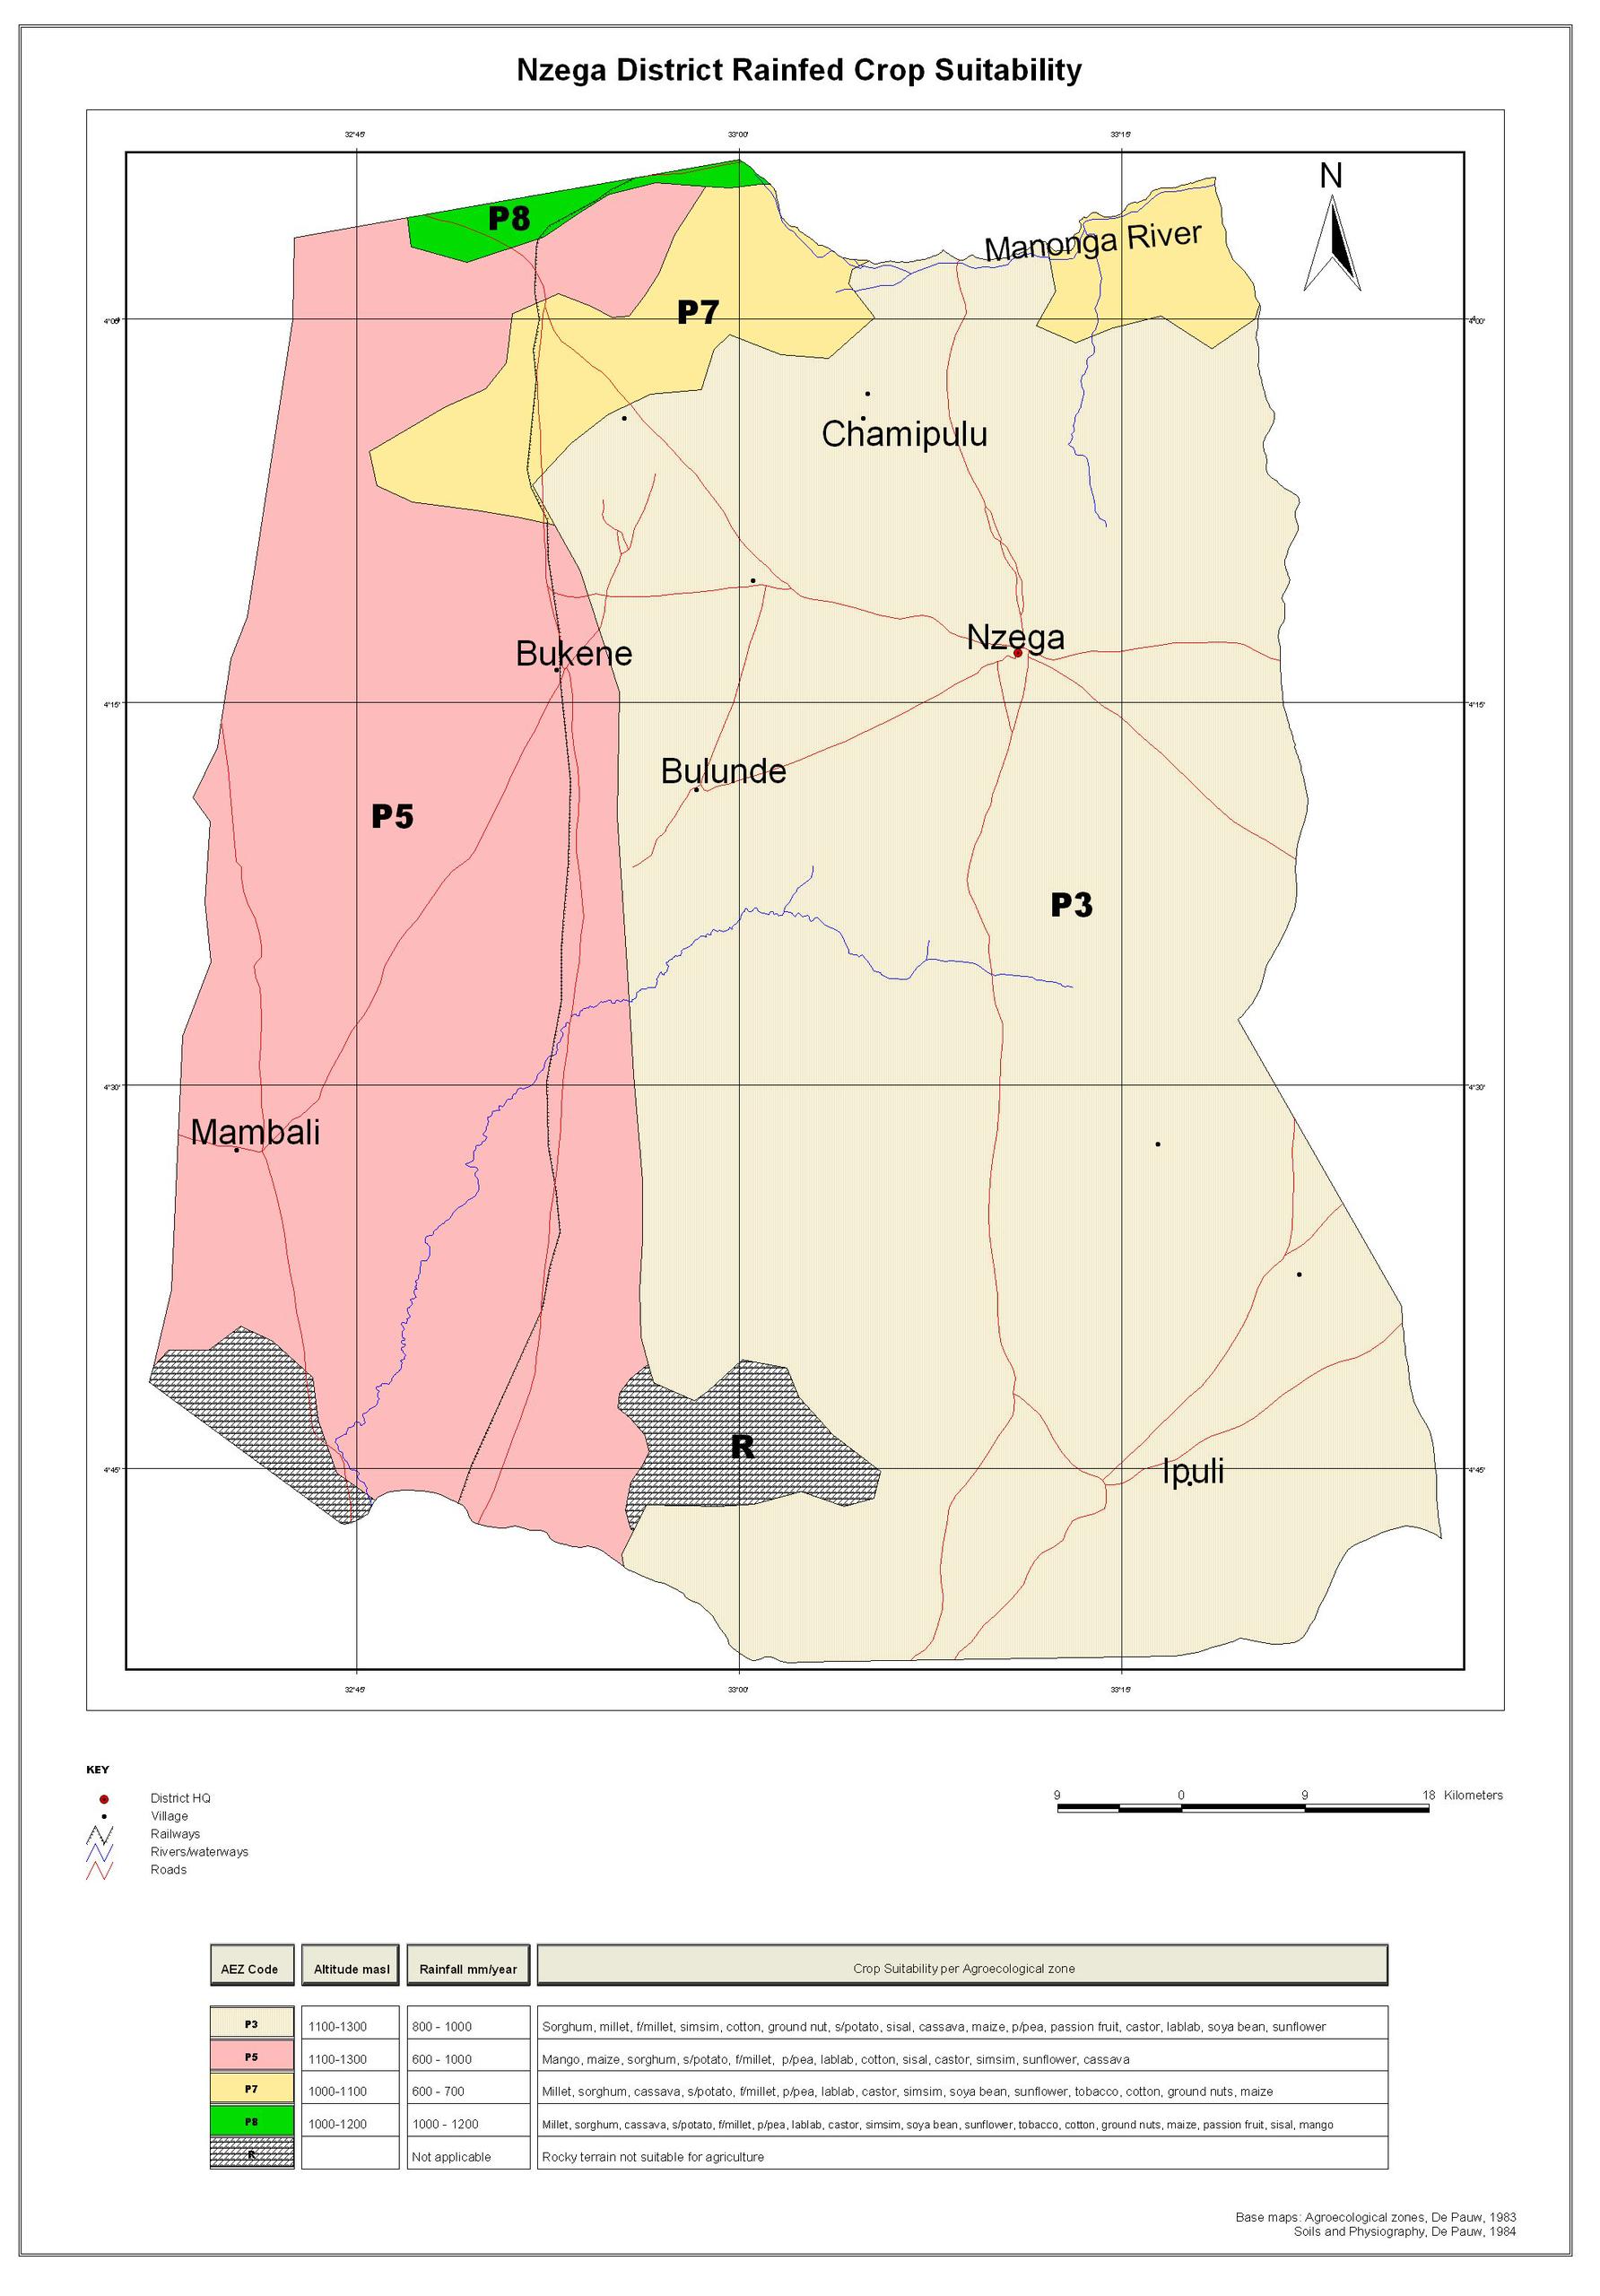 Nzega District Rainfed Crop Suitability
32°45' 33°00' 33°15'
N
P8
Manonga River
P7
4°00' 4°00'
Chamipulu
Nzega
Bukene
4°15' 4°15'
Bulunde
P5
P3
4°30' 4°30'
Mambali
R
4°45' 4°45'
Ipuli
32°45' 33°00' 33°15'
KEY
District HQ
Village
Railways
Rivers/waterways
Roads
9 0 9 18 Kilometers
AEZ Code Altitude masl Rainfall mm/year Crop Suitability per Agroecological zone
P3 1100-1300 800 - 1000 Sorghum, millet, f/millet, simsim, cotton, ground nut, s/potato, sisal, cassava, maize, p/pea, passion fruit, castor, lablab, soya bean, sunflower
P5 1100-1300 600 - 1000 Mango, maize, sorghum, s/potato, f/millet, p/pea, lablab, cotton, sisal, castor, simsim, sunflower, cassava
P7 1000-1100 600 - 700 Millet, sorghum, cassava, s/potato, f/millet, p/pea, lablab, castor, simsim, soya bean, sunflower, tobacco, cotton, ground nuts, maize
P8 1000-1200 1000 - 1200 Millet, sorghum, cassava, s/potato, f/millet, p/pea, lablab, castor, simsim, soya bean, sunflower, tobacco, cotton, ground nuts, maize, passion fruit, sisal, mango
R Not applicable Rocky terrain not suitable for agriculture
Base maps: Agroecological zones, De Pauw, 1983
Soils and Physiography, De Pauw, 1984